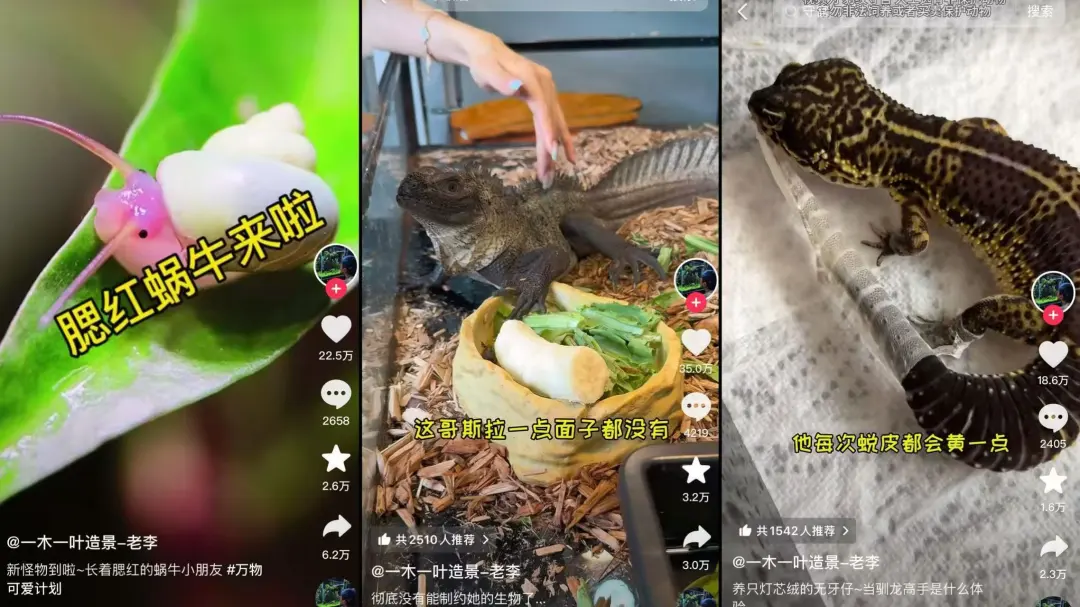 腮红蜗牛来啦
22.5万
2658
2.6万
6.2万
@一木一叶造景-老李
新怪物到啦~长着腮红的蜗牛小朋友 #万物
可爱计划
这哥斯拉一点面子都没有
35.0万
4219
3.2万
3.0万
共2510人推荐
@一木一叶造景-老李
彻底没有能制约她的生物了...
搜索
他每次蜕皮都会黄一点
18.6万
2405
1.6万
2.3万
共1542人推荐
@一木一叶造景-老李
养只灯芯绒的无牙仔~当驯龙高手是什么体
验